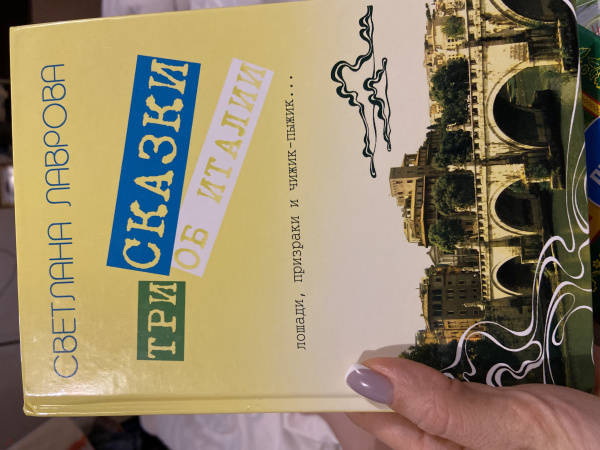 СВЕТЛАНА ЛАВРОВА
ТРИ СКАЗКИ
ОБ ИТАЛИИ
лошади, призраки и чижик-пыжик...